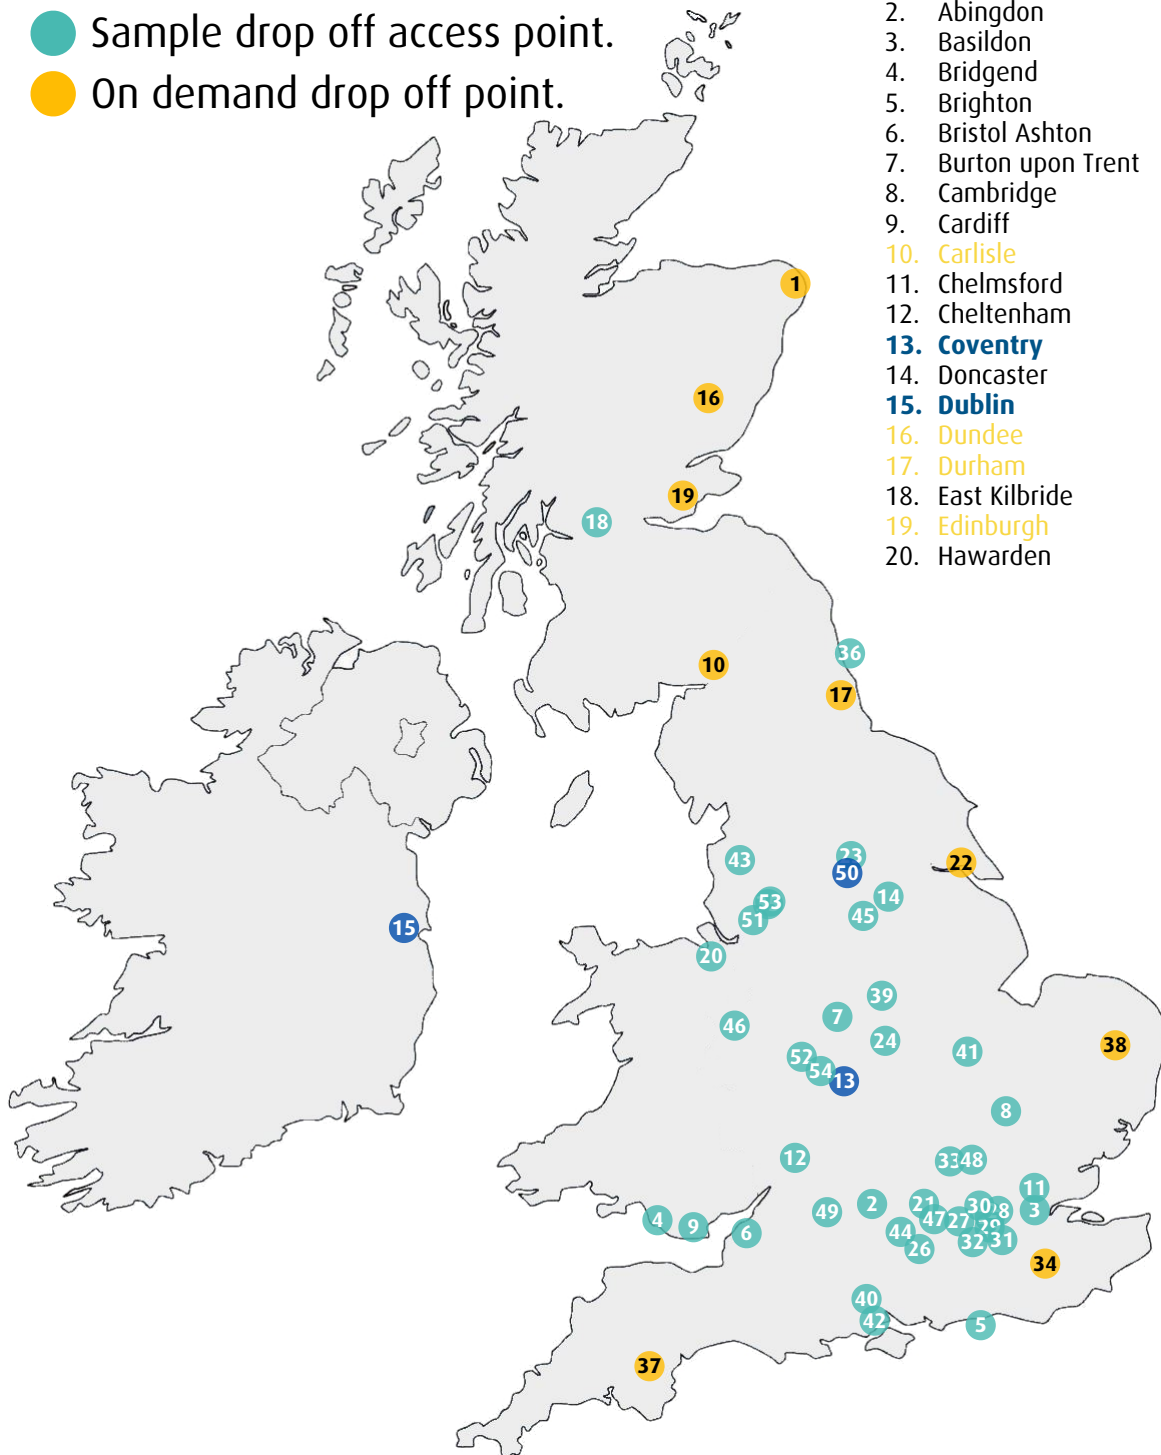 Sample drop off access point.
On demand drop off point.
2. Abingdon
3. Basildon
4. Bridgend
5. Brighton
6. Bristol Ashton
7. Burton upon Trent
8. Cambridge
9. Cardiff
10. Carlisle
11. Chelmsford
12. Cheltenham
13. Coventry
14. Doncaster
15. Dublin
16. Dundee
17. Durham
18. East Kilbride
19. Edinburgh
20. Hawarden
1
16
19
18
36
10
17
43
23
50
22
53
51
14
45
15
20
39
46
7
24
41
38
52
54
13
8
12
33
48
11
2
21
30
28
3
49
47
27
29
4
9
6
44
26
32
31
34
40
42
5
37